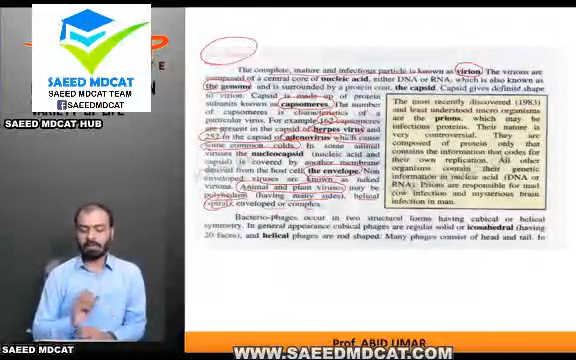 SAEED MDCAT
SAEED MDCAT TEAM
SAEEDMDCAT
SAEED MDCAT HUB
The complete, mature and infectious particle is known as virion. The virions are
composed of a central core of nucleic acid, either DNA or RNA, which is also known as
the genome and is surrounded by a protein coat, the capsid. Capsid gives definite shape
to virion. Capsid is made up of protein
subunits known as capsomeres. The number
of capsomeres is characteristics of a
particular virus. For example 162 capsomeres
are present in the capsid of herpes virus and
252 in the capsid of adenovirus which cause
some common colds. In some animal
viruses the nucleocapsid (nucleic acid and
capsid) is covered by another membrane
derived from the host cell, the envelope. Non
enveloped viruses are known as naked
virions. Animal and plant viruses may be
polyhedron (having many sides), helical
(spiral), enveloped or complex.
The most recently discovered (1983)
and least understood micro organisms
are the prions, which may be
infectious proteins. Their nature is
very controversial. They are
composed of protein only that
contains the information that codes for
their own replication. All other
organisms contain their genetic
information in nucleic acid (DNA or
RNA). Prions are responsible for mad
cow infection and mysterious brain
infection in man.
Bacterio-phages occur in two structural forms having cubical or helical
symmetry. In general appearance cubical phages are regular solid or icosahedral (having
20 faces), and helical phages are rod shaped. Many phages consist of head and tail. In
Prof. ABID UMAR
SAEED MDCAT
WWW.SAEEDMDCAT.COM